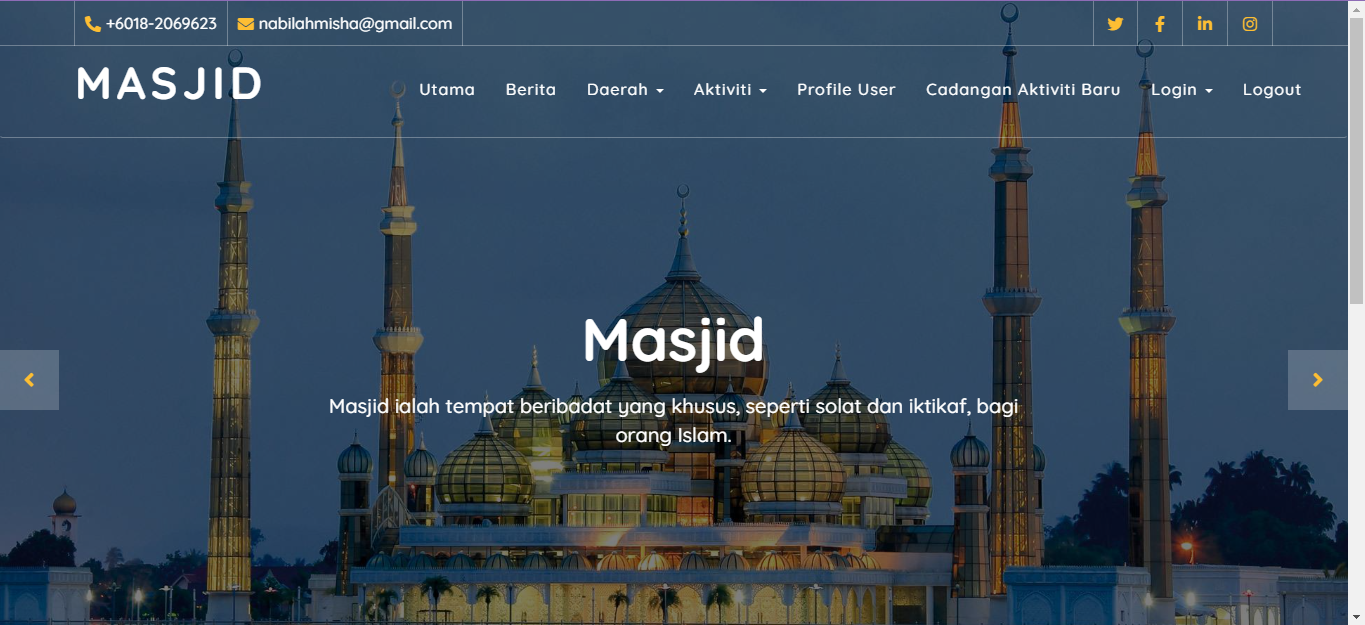 +6018-2069623 nabilahmisha@gmail.com
MASJID Utama Berita Daerah Aktiviti Profile User Cadangan Aktiviti Baru Login Logout
Masjid
Masjid ialah tempat beribadat yang khusus, seperti solat dan iktikaf, bagi
orang Islam.